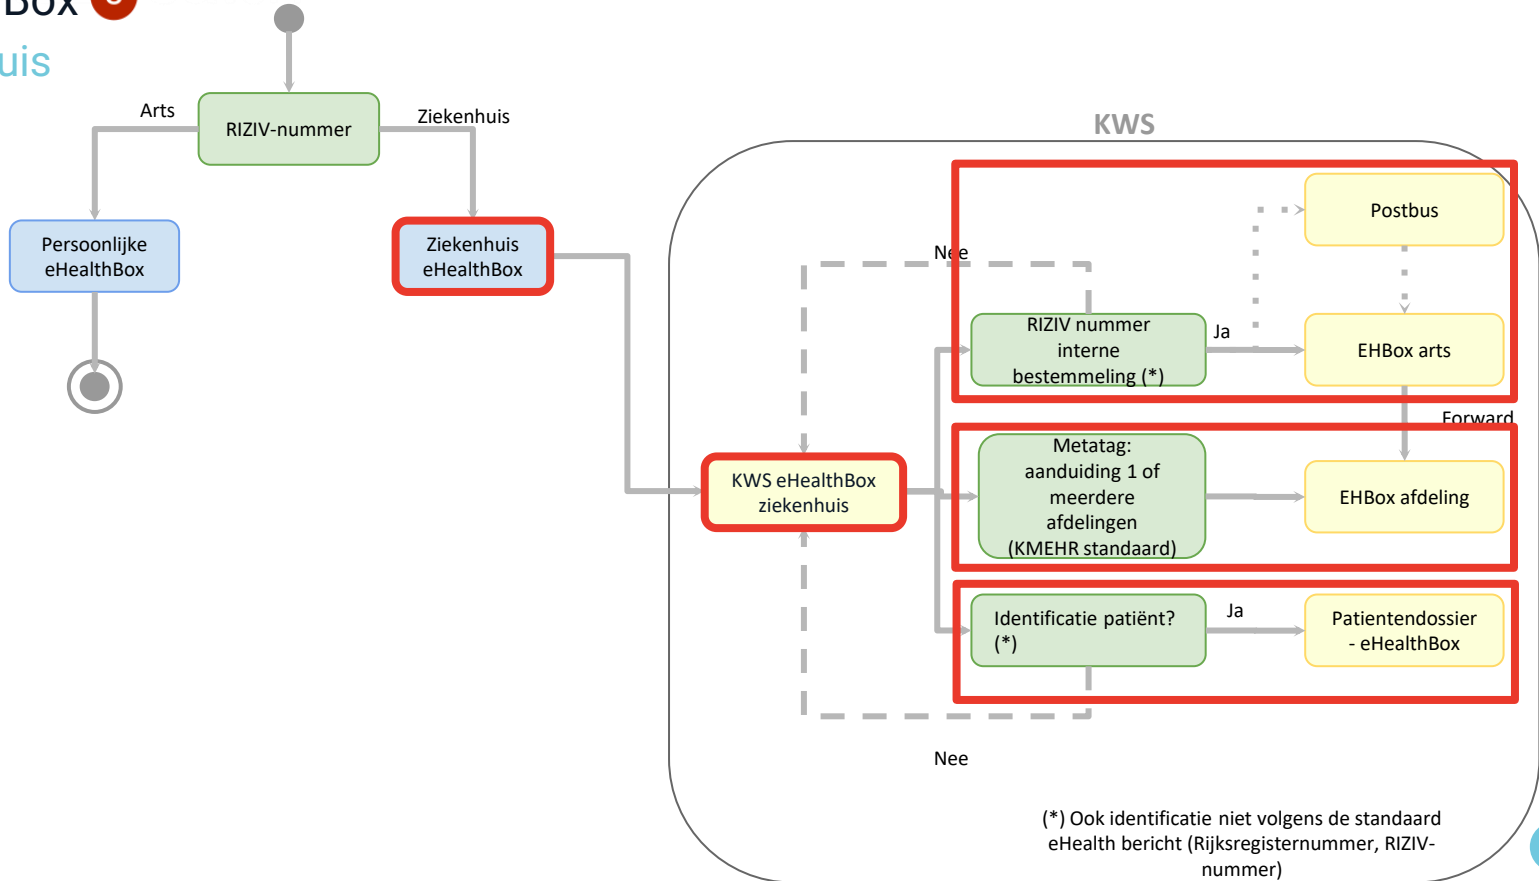 Box
uis
Arts
RIZIV-nummer
Ziekenhuis
Persoonlijke
eHealthBox
Ziekenhuis
eHealthBox
KWS
Postbus
Nee
RIZIV nummer
interne
bestemmeling (*)
Ja
EHBox arts
Forward
KWS eHealthBox
ziekenhuis
Metatag:
aanduiding 1 of
meerdere
afdelingen
(KMEHR standaard)
EHBox afdeling
Identificatie patiënt?
(*)
Ja
Patientendossier
- eHealthBox
Nee
(*) Ook identificatie niet volgens de standaard
eHealth bericht (Rijksregisternummer, RIZIV-
nummer)